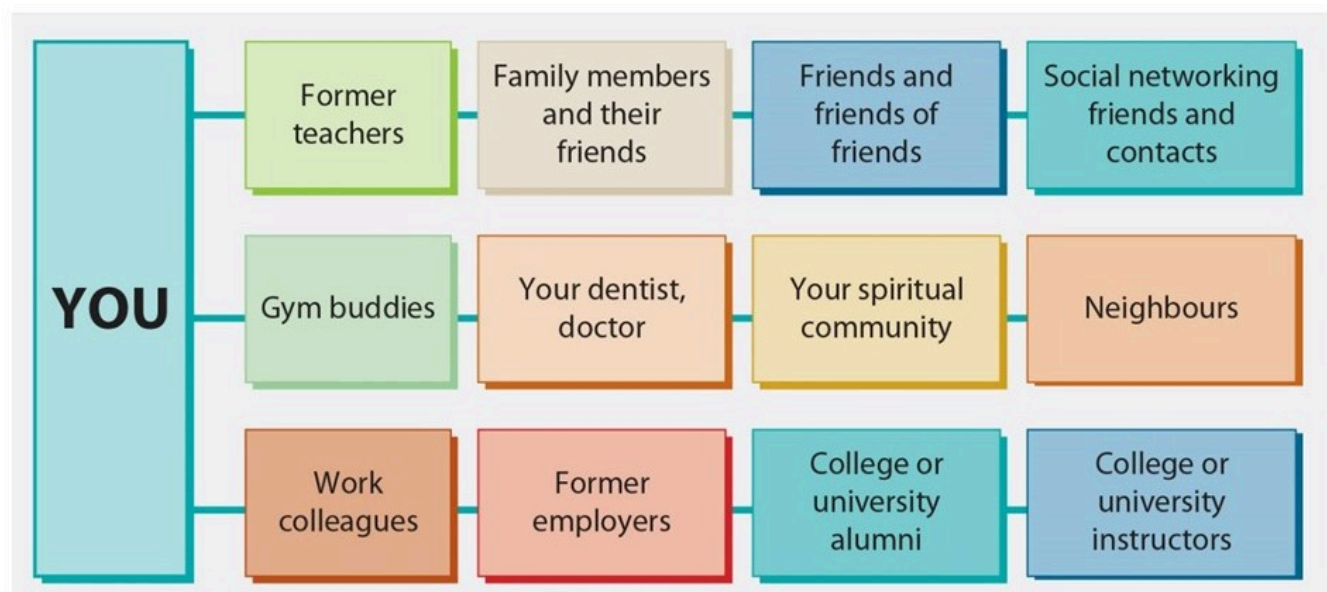 YOU
Former
teachers
Family members
and their
friends
Friends and
friends of
friends
Social networking
friends and
contacts
Gym buddies
Your dentist,
doctor
Your spiritual
community
Neighbours
Work
colleagues
Former
employers
College or
university
alumni
College or
university
instructors